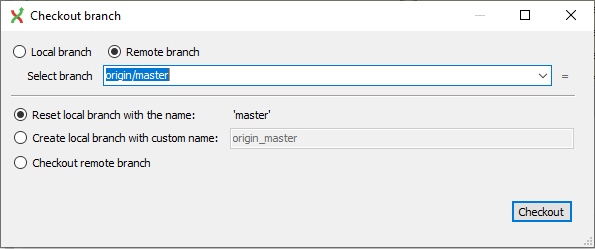 Checkout branch
Local branch Remote branch
Select branch origin/master =
Reset local branch with the name: 'master'
Create local branch with custom name: origin_master
Checkout remote branch
Checkout